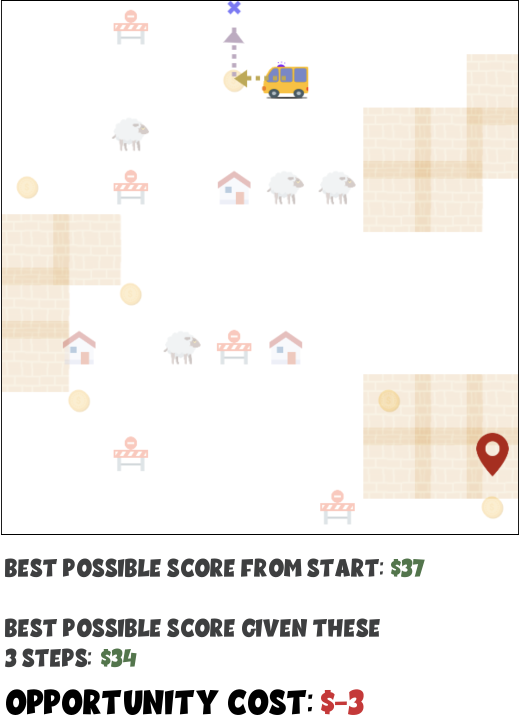 BEST POSSIBLE SCORE FROM START: $37
BEST POSSIBLE SCORE GIVEN THESE
3 STEPS: $34
OPPORTUNITY COST: $-3